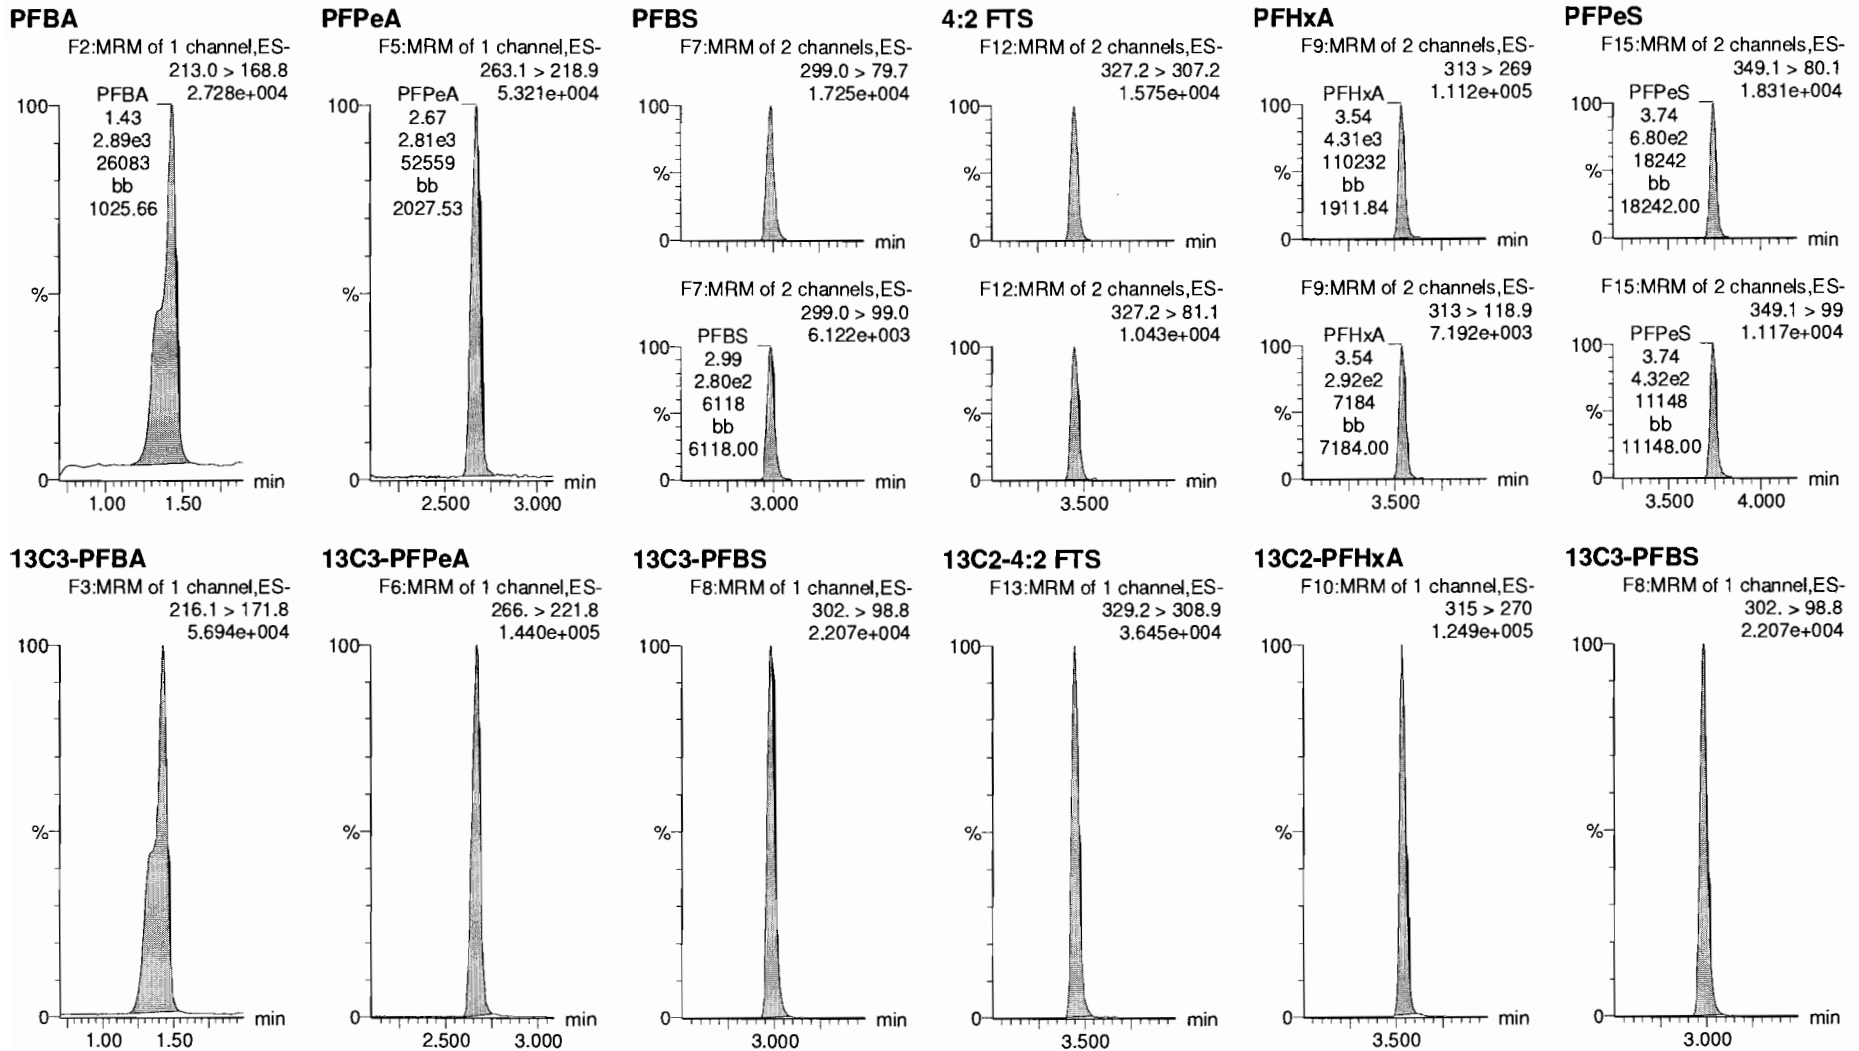 PFBA
F2:MRM of 1 channel,ES-
213.0 > 168.8
2.728e+004
100
PFBA
1.43
2.89e3
26083
bb
1025.66
%
0
min
1.00 1.50
PFPeA
F5:MRM of 1 channel,ES-
263.1 > 218.9
5.321e+004
100
PFPeA
2.67
2.81e3
52559
bb
2027.53
%
0
min
2.500 3.000
PFBS
F7:MRM of 2 channels,ES-
299.0 > 79.7
1.725e+004
100
%
0
min
F7:MRM of 2 channels,ES-
299.0 > 99.0
6.122e+003
100
PFBS
2.99
2.80e2
6118
bb
6118.00
%
0
min
3.000
4:2 FTS
F12:MRM of 2 channels,ES-
327.2 > 307.2
1.575e+004
100
%
0
min
F12:MRM of 2 channels,ES-
327.2 > 81.1
1.043e+004
100
%
0
min
3.500
PFHxA
F9:MRM of 2 channels,ES-
313 > 269
1.112e+005
100
PFHxA
3.54
4.31e3
110232
bb
1911.84
%
0
min
F9:MRM of 2 channels,ES-
313 > 118.9
7.192e+003
100
PFHxA
3.54
2.92e2
7184
bb
7184.00
%
0
min
3.500
PFPeS
F15:MRM of 2 channels,ES-
349.1 > 80.1
1.831e+004
100
PFPeS
3.74
6.80e2
18242
bb
18242.00
%
0
min
F15:MRM of 2 channels,ES-
349.1 > 99
1.117e+004
100
PFPeS
3.74
4.32e2
11148
bb
11148.00
%
0
min
3.500 4.000
13C3-PFBA
F3:MRM of 1 channel,ES-
216.1 > 171.8
5.694e+004
100
%
0
min
1.00 1.50
13C3-PFPeA
F6:MRM of 1 channel,ES-
266. > 221.8
1.440e+005
100
%
0
min
2.500 3.000
13C3-PFBS
F8:MRM of 1 channel,ES-
302. > 98.8
2.207e+004
100
%
0
min
3.000
13C2-4:2 FTS
F13:MRM of 1 channel,ES-
329.2 > 308.9
3.645e+004
100
%
0
min
3.500
13C2-PFHxA
F10:MRM of 1 channel,ES-
315 > 270
1.249e+005
100
%
0
min
3.500
13C3-PFBS
F8:MRM of 1 channel,ES-
302. > 98.8
2.207e+004
100
%
0
min
3.000